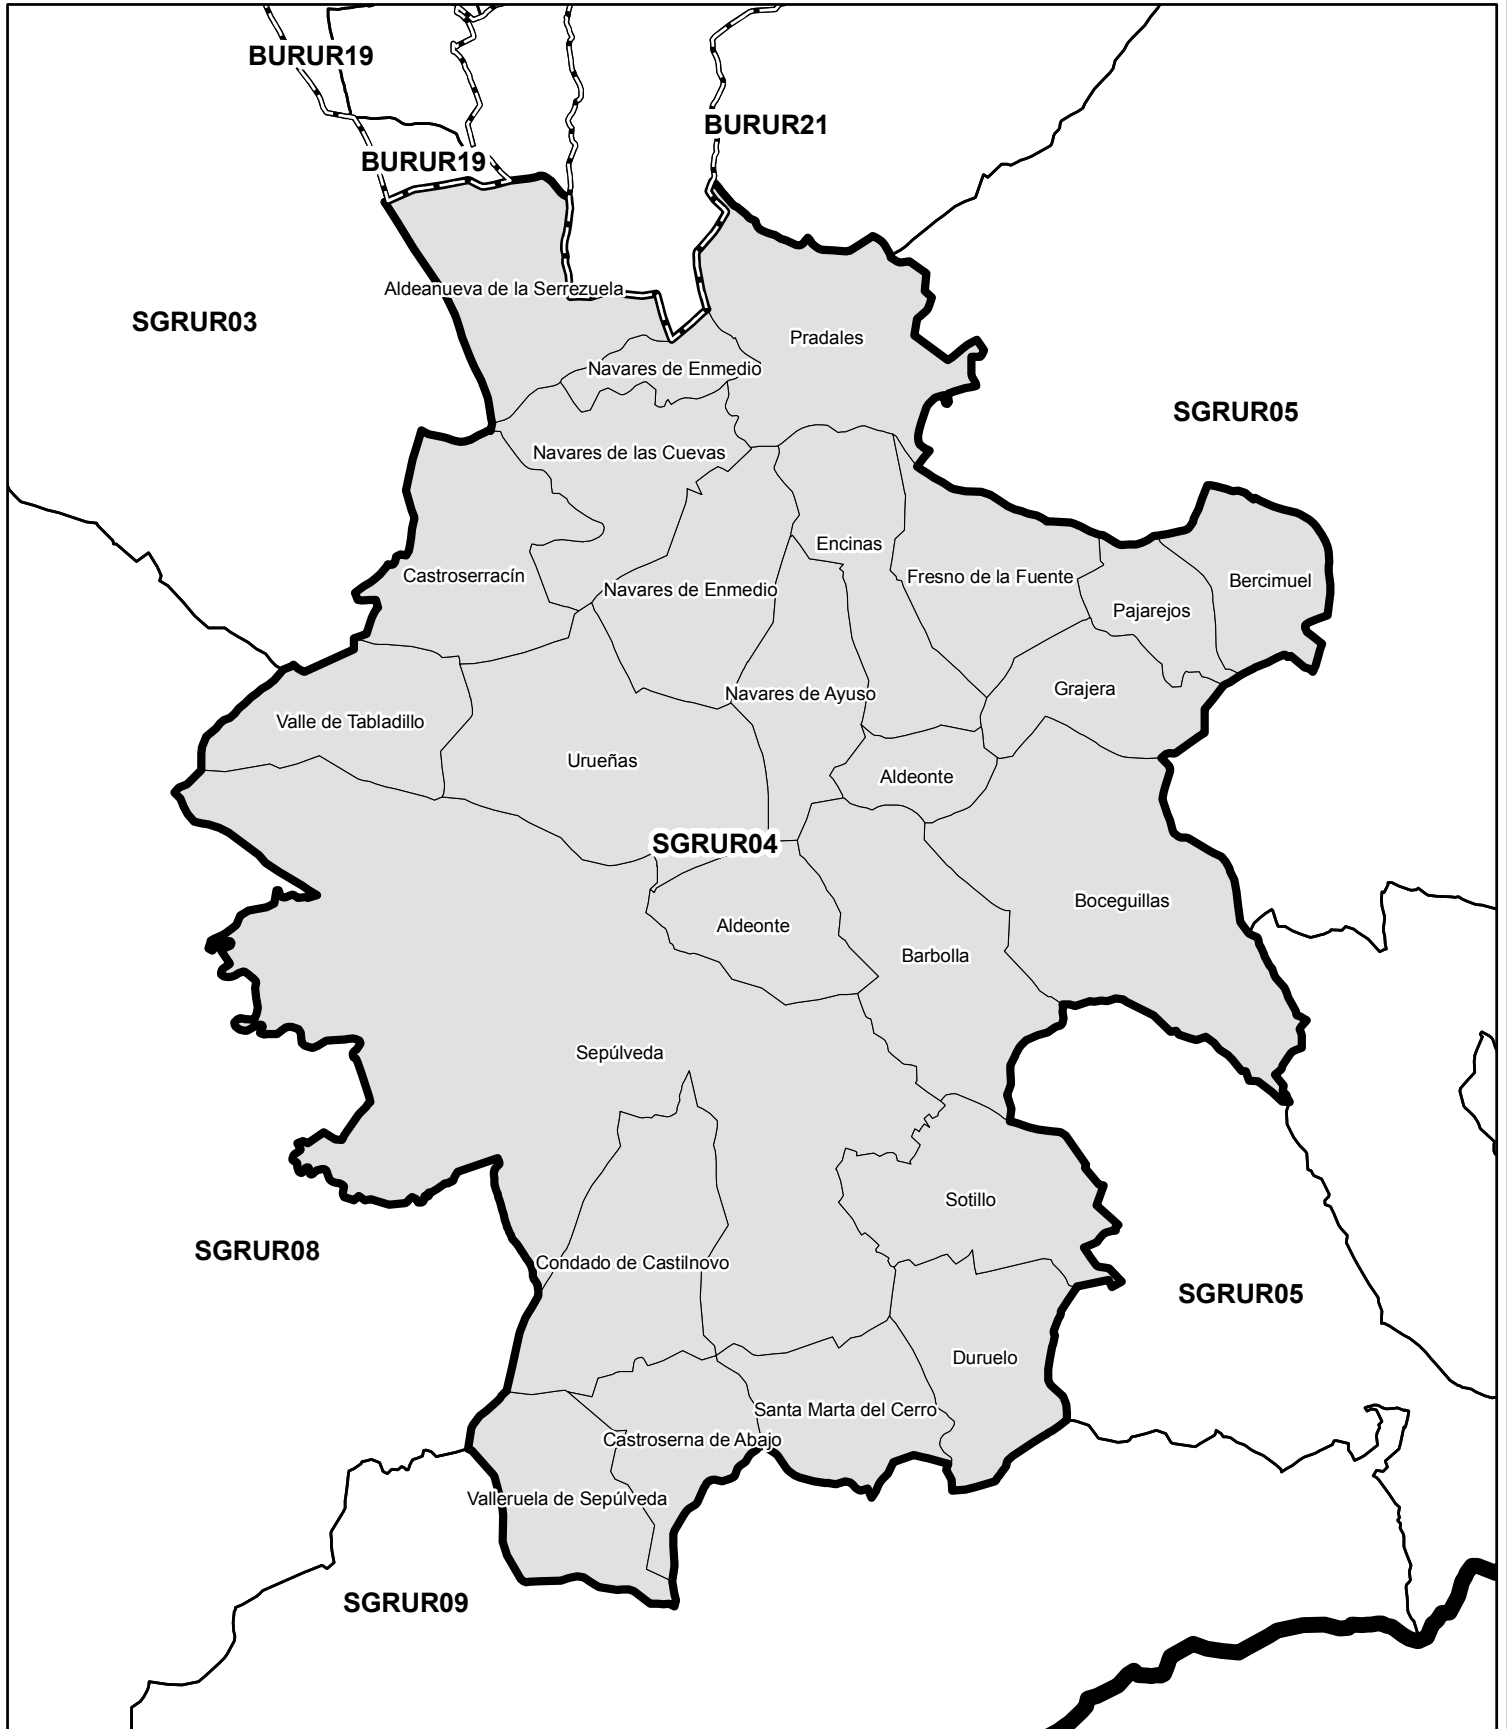 BURUR19
BURUR21
BURUR19
Aldeanueva de la Serrezuela
SGRUR03
Pradales
Navares de Enmedio
SGRUR05
Navares de las Cuevas
Encinas
Castroserracín
Fresno de la Fuente
Bercimuel
Navares de Enmedio
Pajarejos
Grajera
Navares de Ayuso
Valle de Tabladillo
Urueñas
Aldeonte
SGRUR04
Boceguillas
Aldeonte
Barbolla
Sepúlveda
Sotillo
SGRUR08
Condado de Castilnovo
SGRUR05
Duruelo
Santa Marta del Cerro
Castroserna de Abajo
Valleruela de Sepúlveda
SGRUR09